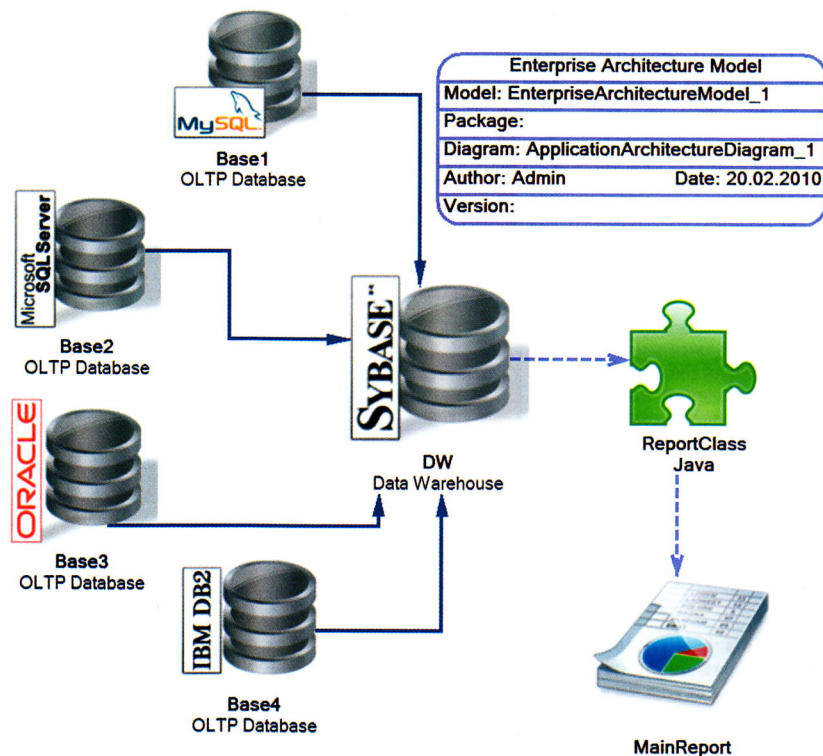 MySQL
Base1
OLTP Database
Enterprise Architecture Model
Model: EnterpriseArchitectureModel_1
Package:
Diagram: ApplicationArchitectureDiagram_1
Author: Admin Date: 20.02.2010
Version:
Microsoft
SQL Server
Base2
OLTP Database
SYBASE
DW
Data Warehouse
ReportClass
Java
ORACLE
Base3
OLTP Database
IBM DB2
Base4
OLTP Database
MainReport